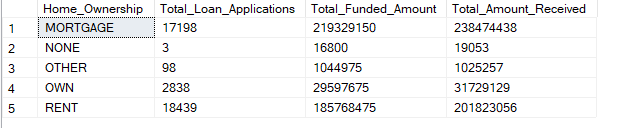 Home_Ownership Total_Loan_Applications Total_Funded_Amount Total_Amount_Received
1 MORTGAGE 17198 219329150 238474438
2 NONE 3 16800 19053
3 OTHER 98 1044975 1025257
4 OWN 2838 29597675 31729129
5 RENT 18439 185768475 201823056